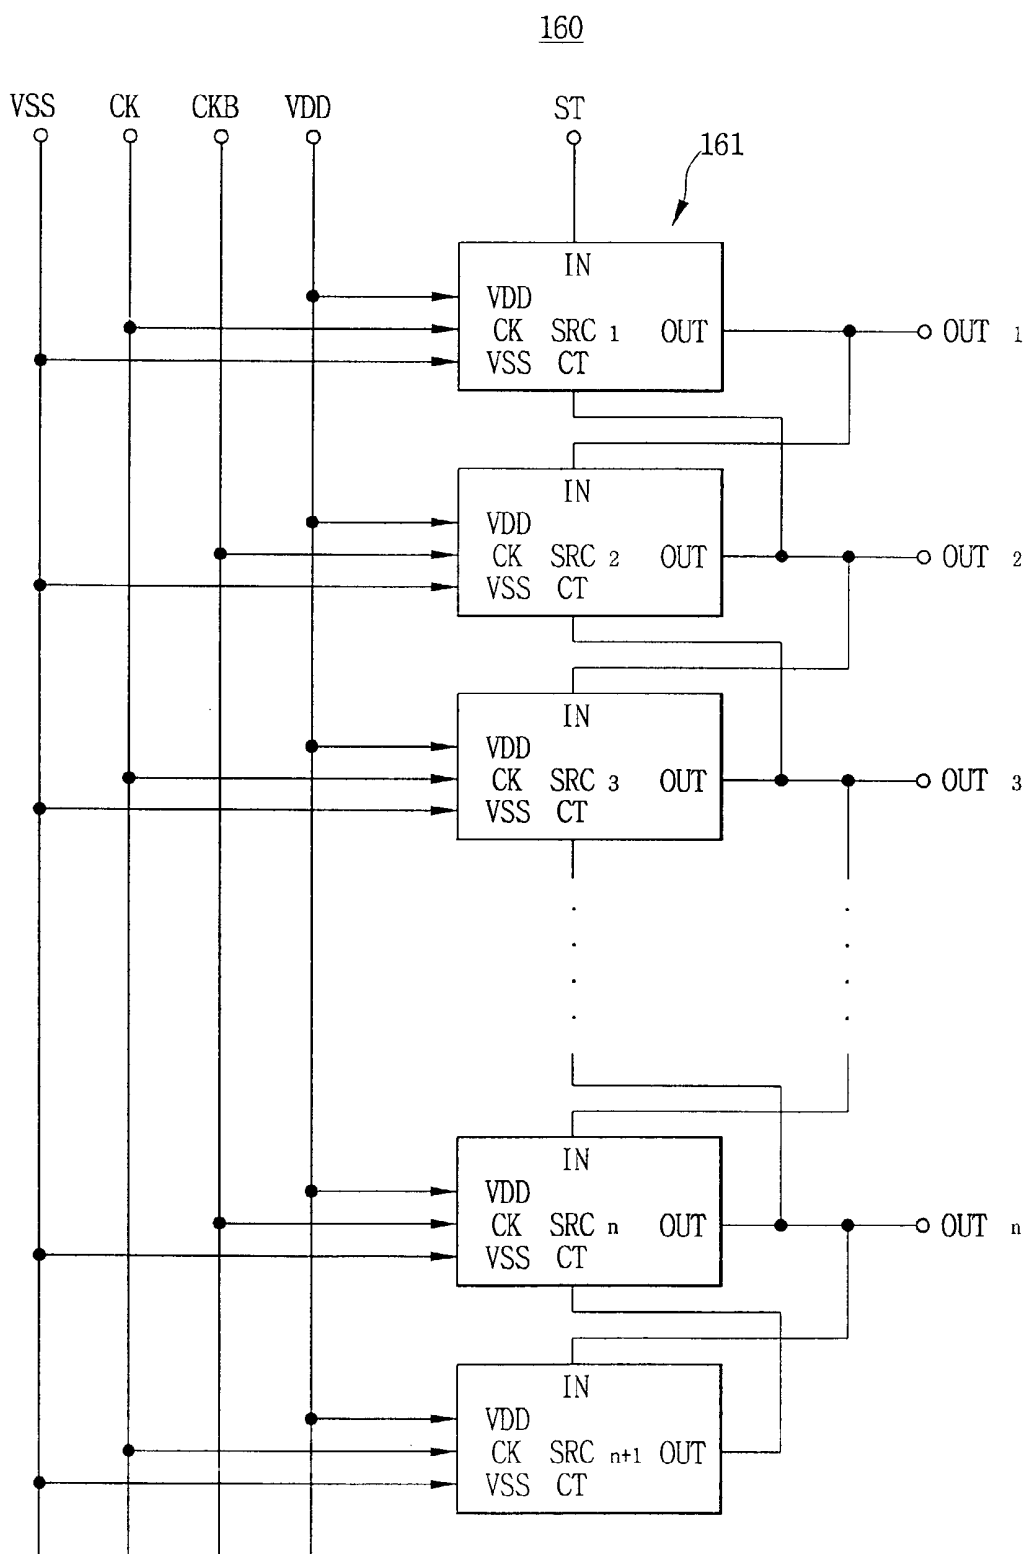 160
VSS CK CKB VDD ST
161
IN
VDD
CK SRC 1 OUT OUT 1
VSS CT
IN
VDD
CK SRC 2 OUT OUT 2
VSS CT
IN
VDD
CK SRC 3 OUT OUT 3
VSS CT
IN
VDD
CK SRC n OUT OUT n
VSS CT
IN
VDD
CK SRC n+1 OUT
VSS CT